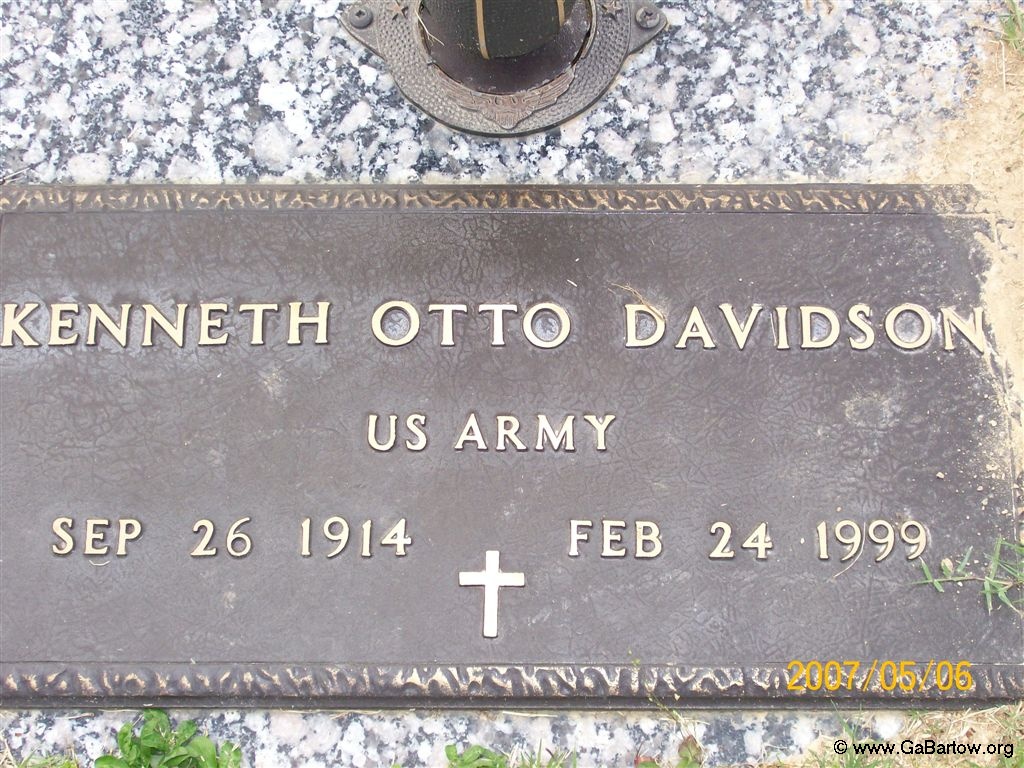 KENNETH OTTO DAVIDSON
US ARMY
SEP 26 1914 FEB 24 1999
2007/05/06
© www.GaBartow.org